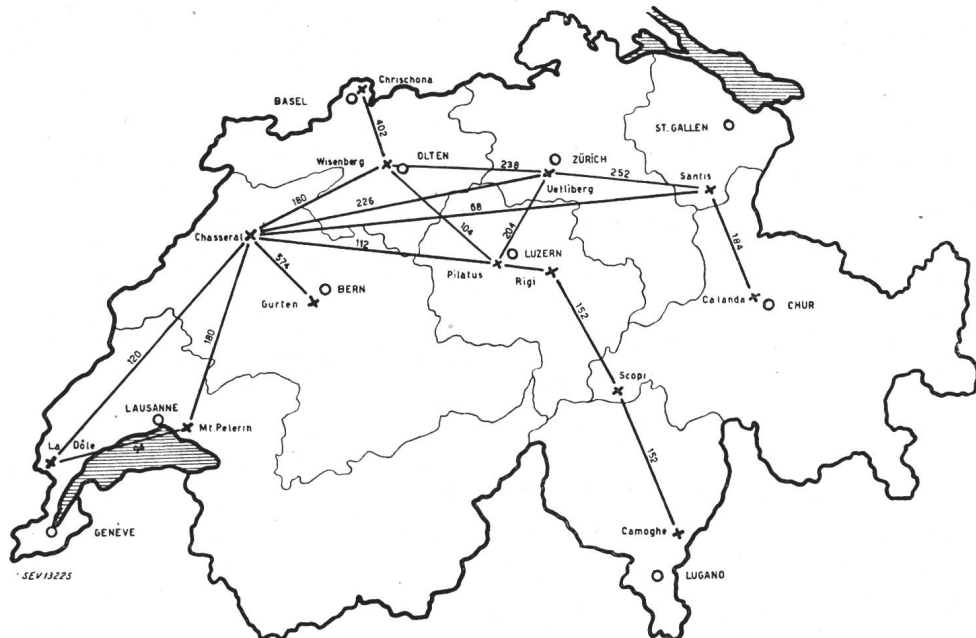 Chrischona
BASEL
402
ST. GALLEN
Wisenberg
OLTEN
238
ZÜRICH
Uetliberg
252
Säntis
180
226
68
204
104
184
Chasseral
112
LUZERN
Pilatus
Rigi
574
BERN
Gurten
Calanda
CHUR
152
120
180
Scopi
LAUSANNE
Mt. Pelerin
La Dôle
94
152
GENÈVE
Camoghe
SEV13225
LUGANO